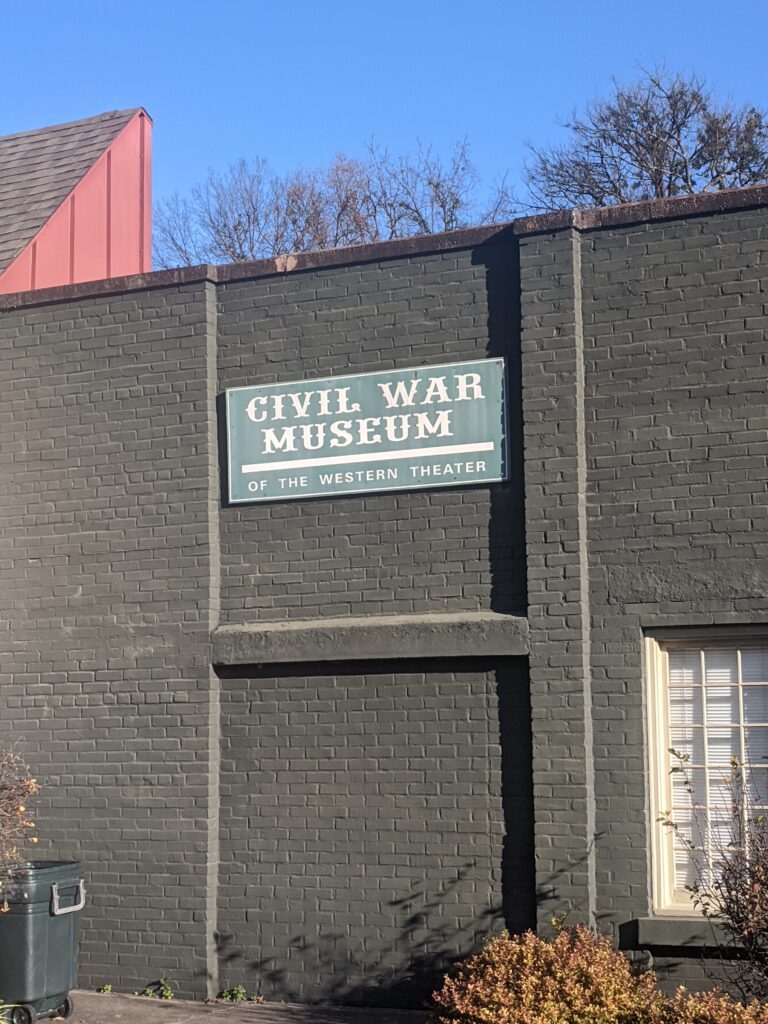 CIVIL WAR
MUSEUM
OF THE WESTERN THEATER